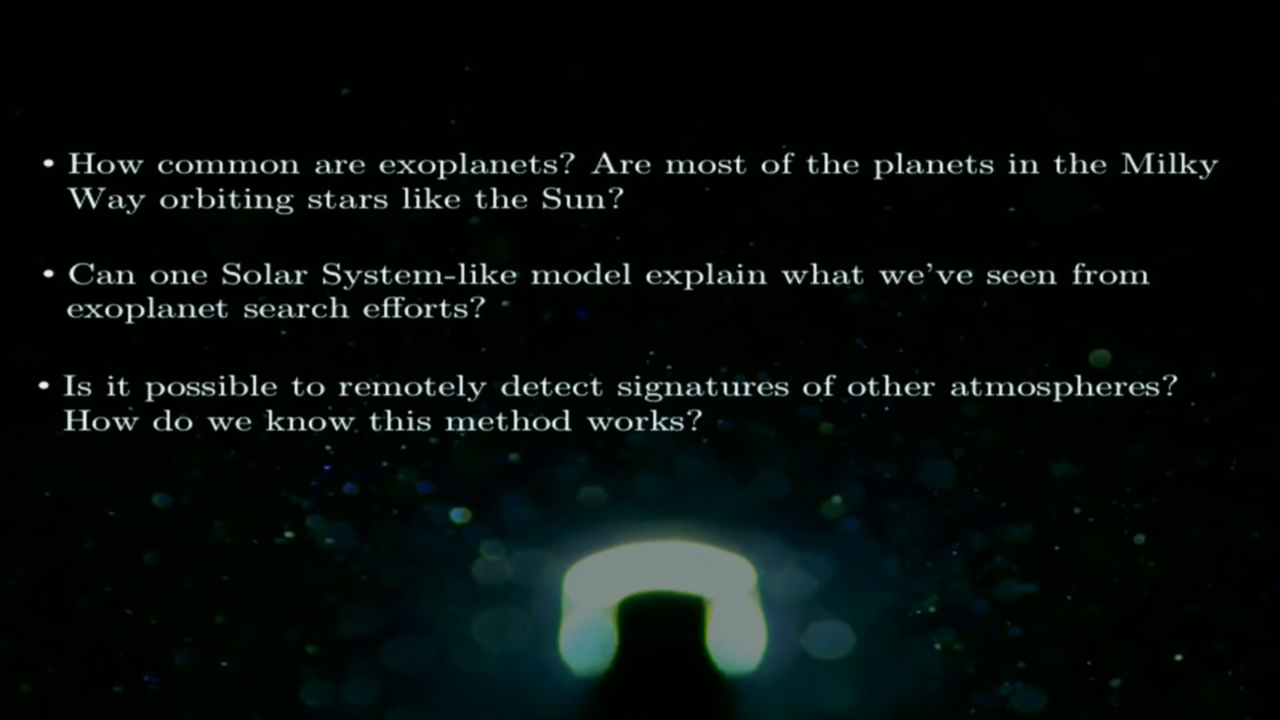 • How common are exoplanets? Are most of the planets in the Milky
Way orbiting stars like the Sun?
• Can one Solar System-like model explain what we've seen from
exoplanet search efforts?
• Is it possible to remotely detect signatures of other atmospheres?
How do we know this method works?